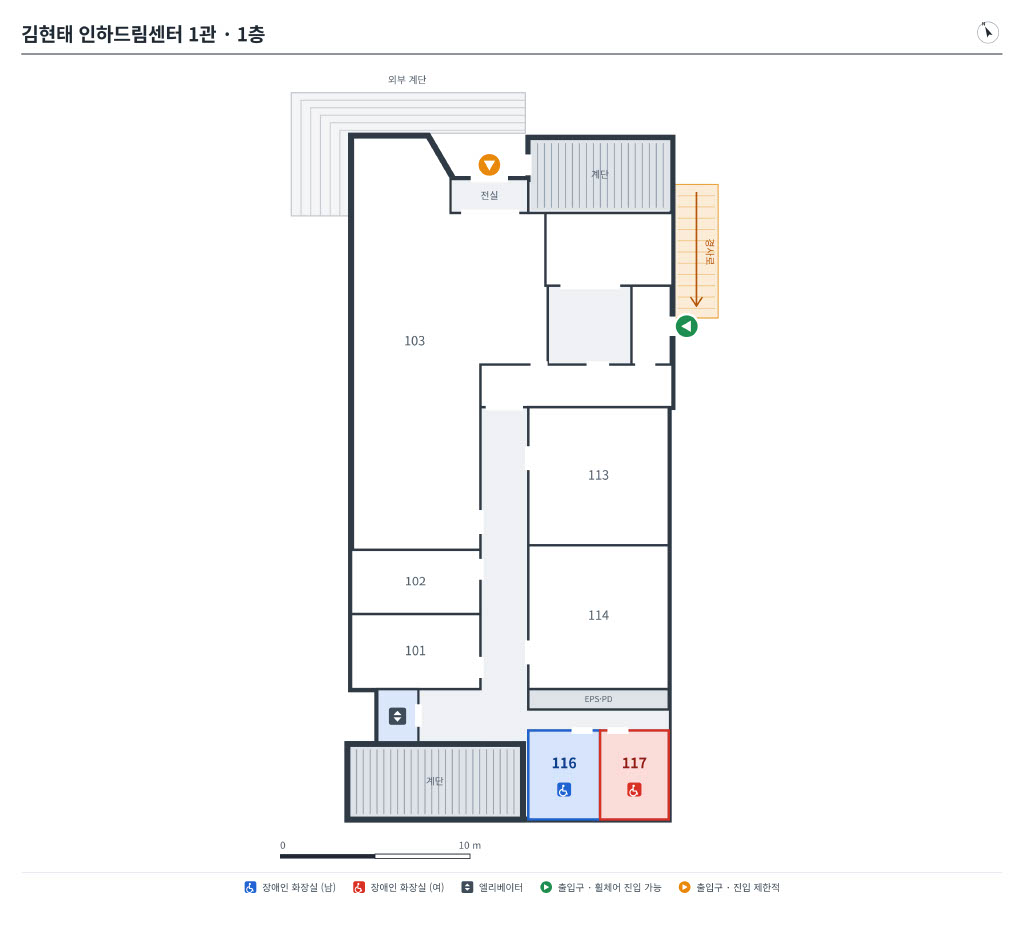 김현태 인하드림센터 1관 · 1층
N
외부 계단
계단
전실
경사로
103
113
102
114
101
EPS·PD
116
117
계단
0
10 m
장애인 화장실 (남)
장애인 화장실 (여)
엘리베이터
출입구 · 휠체어 진입 가능
출입구 · 진입 제한적